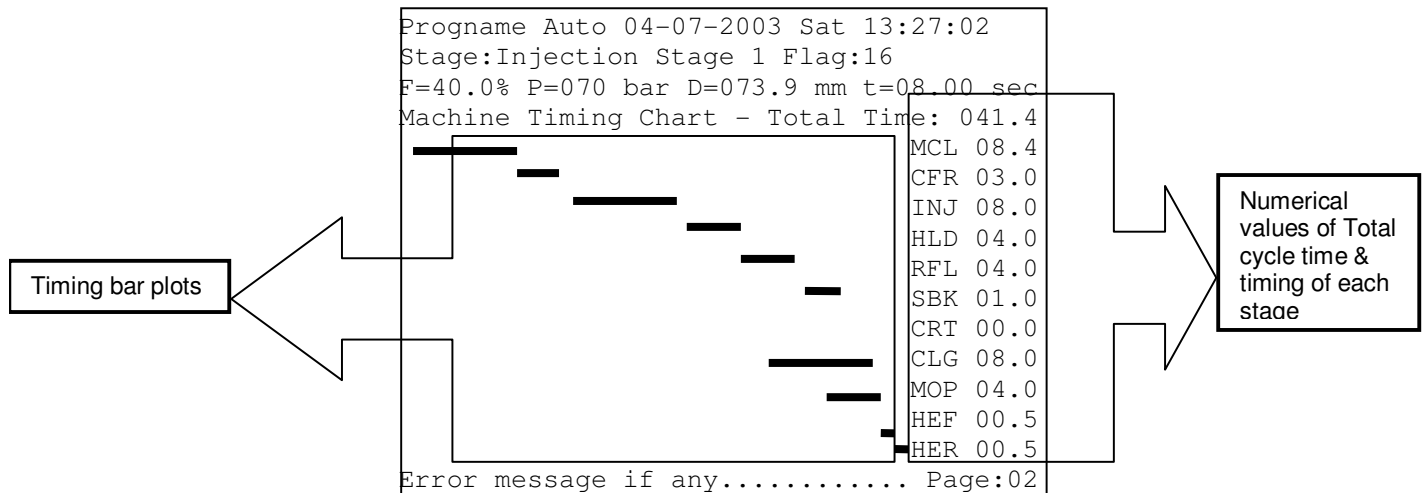 Progname Auto 04-07-2003 Sat 13:27:02
Stage:Injection Stage 1 Flag:16
F=40.0% P=070 bar D=073.9 mm t=08.00 sec
Machine Timing Chart - Total Time: 041.4
MCL 08.4
CFR 03.0
INJ 08.0
HLD 04.0
RFL 04.0
SBK 01.0
CRT 00.0
CLG 08.0
MOP 04.0
HEF 00.5
HER 00.5
Error message if any............ Page:02
Timing bar plots
Numerical
values of Total
cycle time &
timing of each
stage